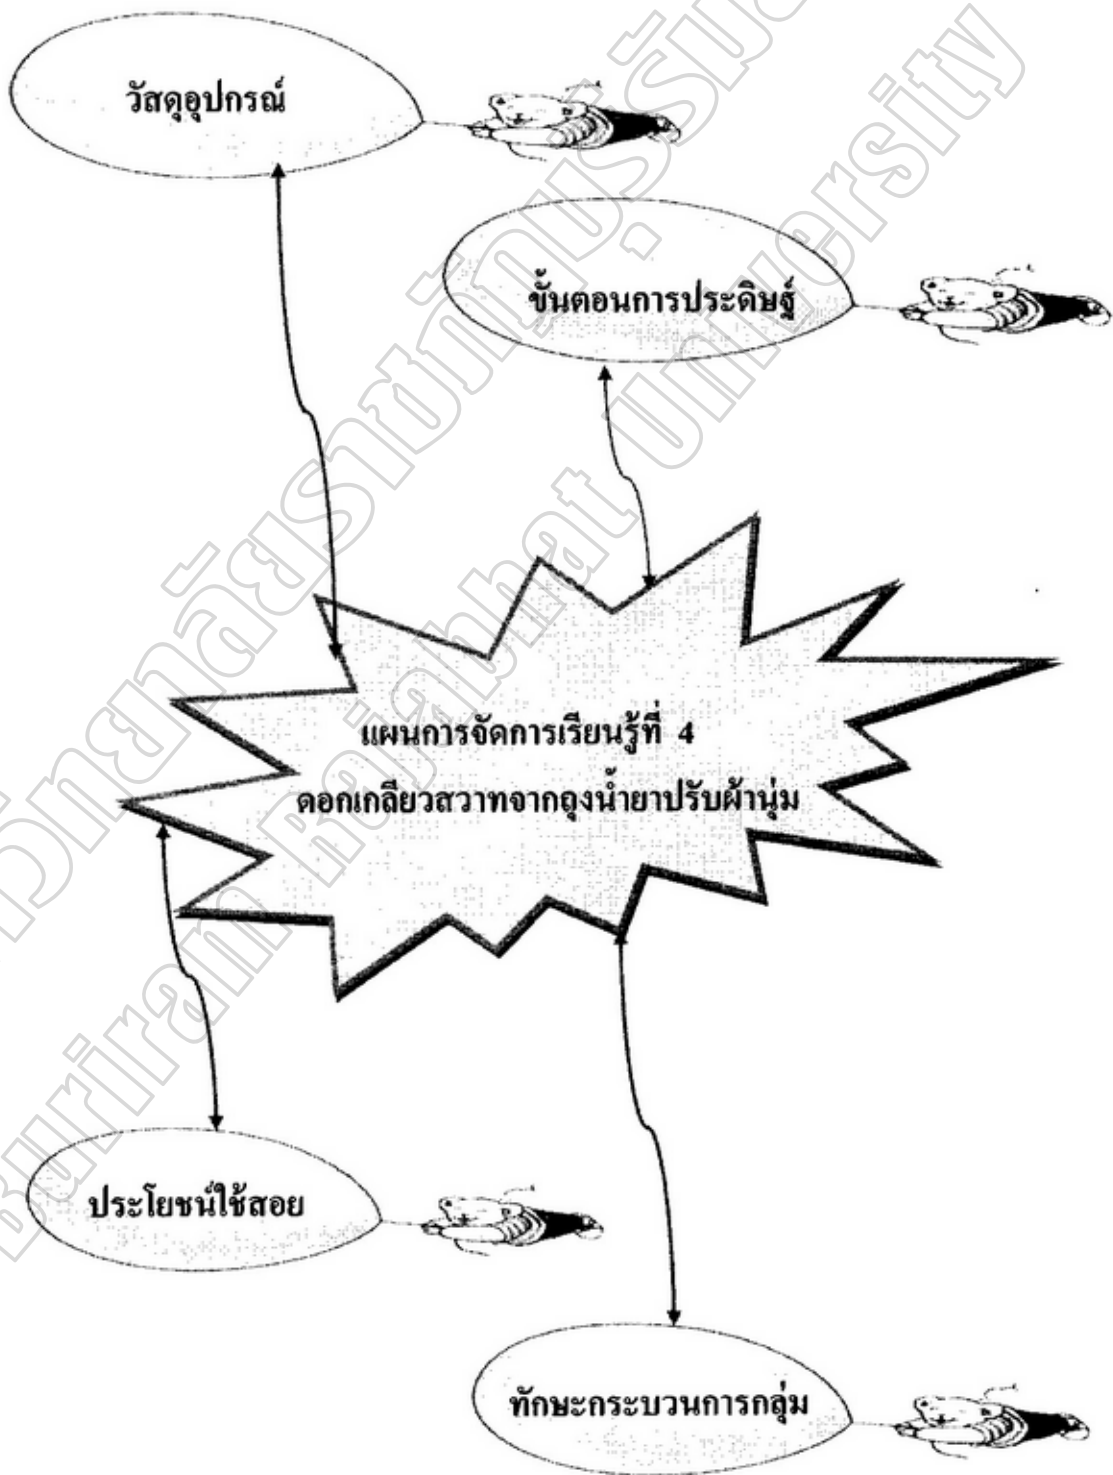 วัสดุอุปกรณ์
ขั้นตอนการประดิษฐ์
แผนการจัดการเรียนรู้ที่ 4
ดอกเกลียวสวาทจากถุงน้ำยาปรับผ้านุ่ม
ประโยชน์ใช้สอย
ทักษะกระบวนการกลุ่ม
Buriram Rajabhat University